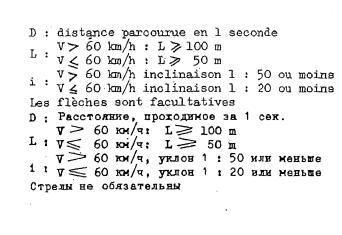 D : distance parcourue en 1 seconde
L : V > 60 km/h : L ⩾ 100 m
V ⩽ 60 km/h : L ⩾ 50 m
i : V > 60 km/h inclinaison 1 : 50 ou moins
V ⩽ 60 km/h inclinaison 1 : 20 ou moins
Les flèches sont facultatives
D : Расстояние, проходимое за 1 сек.
L : V > 60 км/ч: L ⩾ 100 m
V ⩽ 60 км/ч: L ⩾ 50 m
i : V > 60 км/ч, уклон 1 : 50 или меньше
V ⩽ 60 км/ч, уклон 1 : 20 или меньше
Стрелы не обязательны